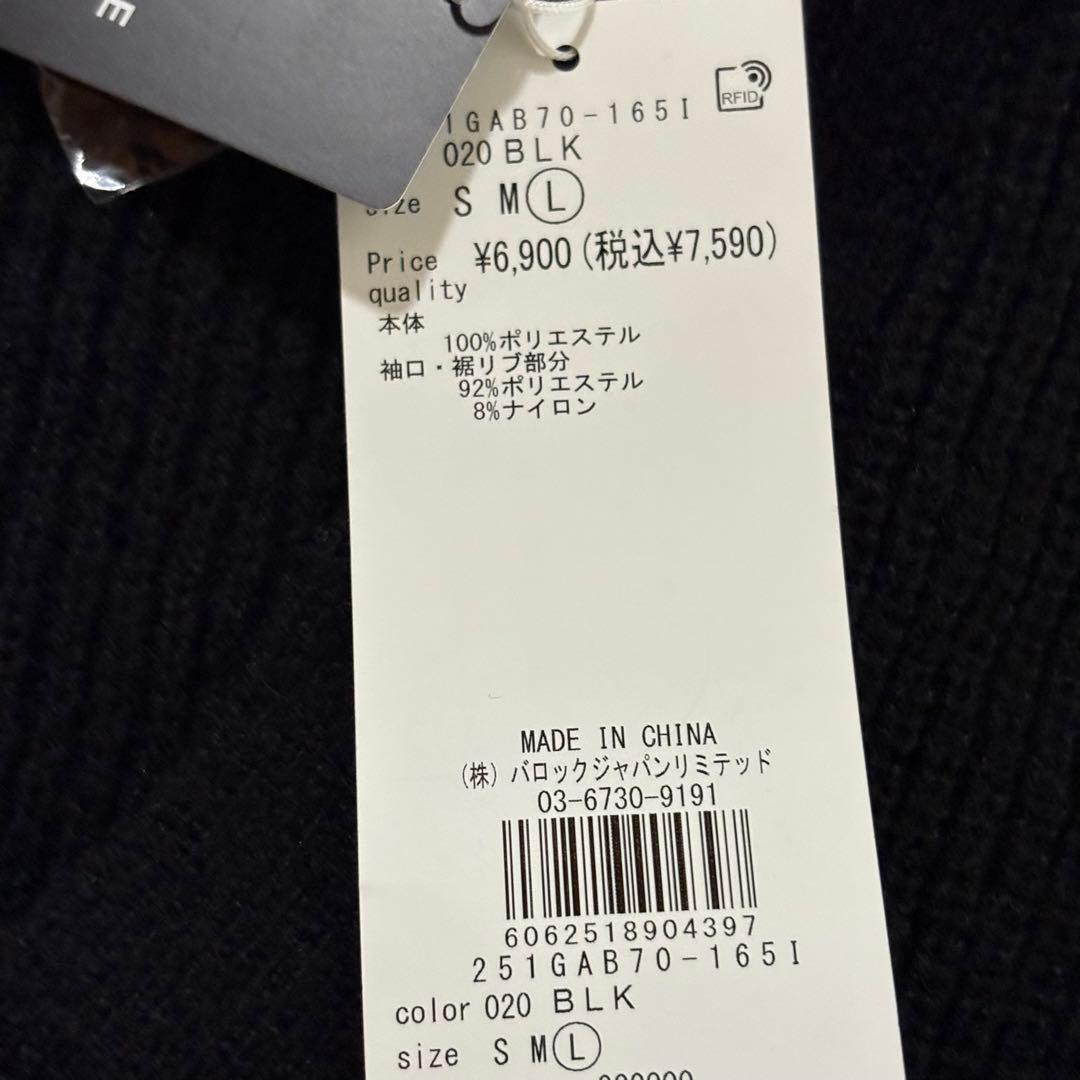 E
RFID
1GAB70-165I
020 BLK
size S M L
Price ¥6,900 (税込¥7,590)
quality
本体
100%ポリエステル
袖口・裾リブ部分
92%ポリエステル
8%ナイロン
MADE IN CHINA
(株) バロックジャパンリミテッド
03-6730-9191
6062518904397
251GAB70-165I
color 020 BLK
size S M L